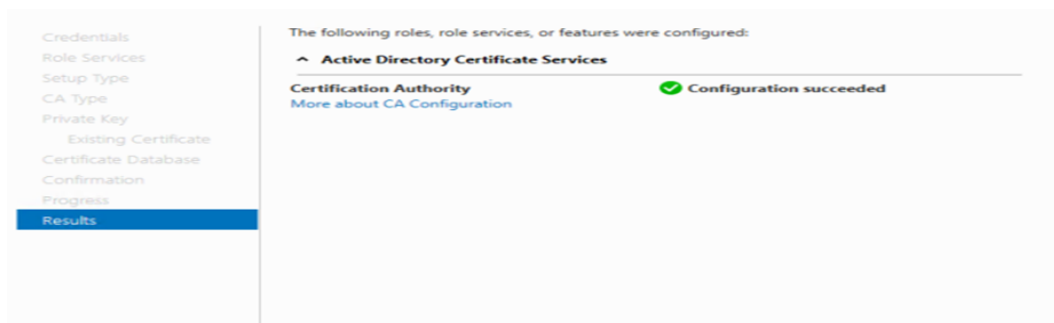 Credentials
Role Services
Setup Type
CA Type
Private Key
Existing Certificate
Certificate Database
Confirmation
Progress
Results
The following roles, role services, or features were configured:
Active Directory Certificate Services
Certification Authority Configuration succeeded
More about CA Configuration